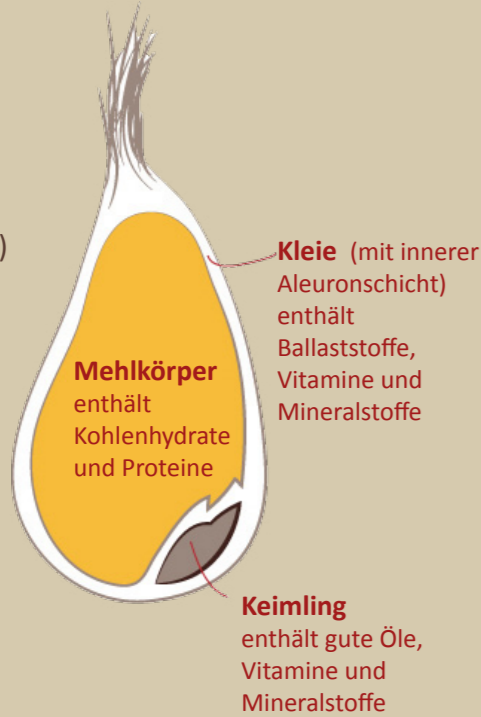 )
Kleie (mit innerer
Aleuronschicht)
enthält
Ballaststoffe,
Vitamine und
Mineralstoffe
Mehlkörper
enthält
Kohlenhydrate
und Proteine
Keimling
enthält gute Öle,
Vitamine und
Mineralstoffe